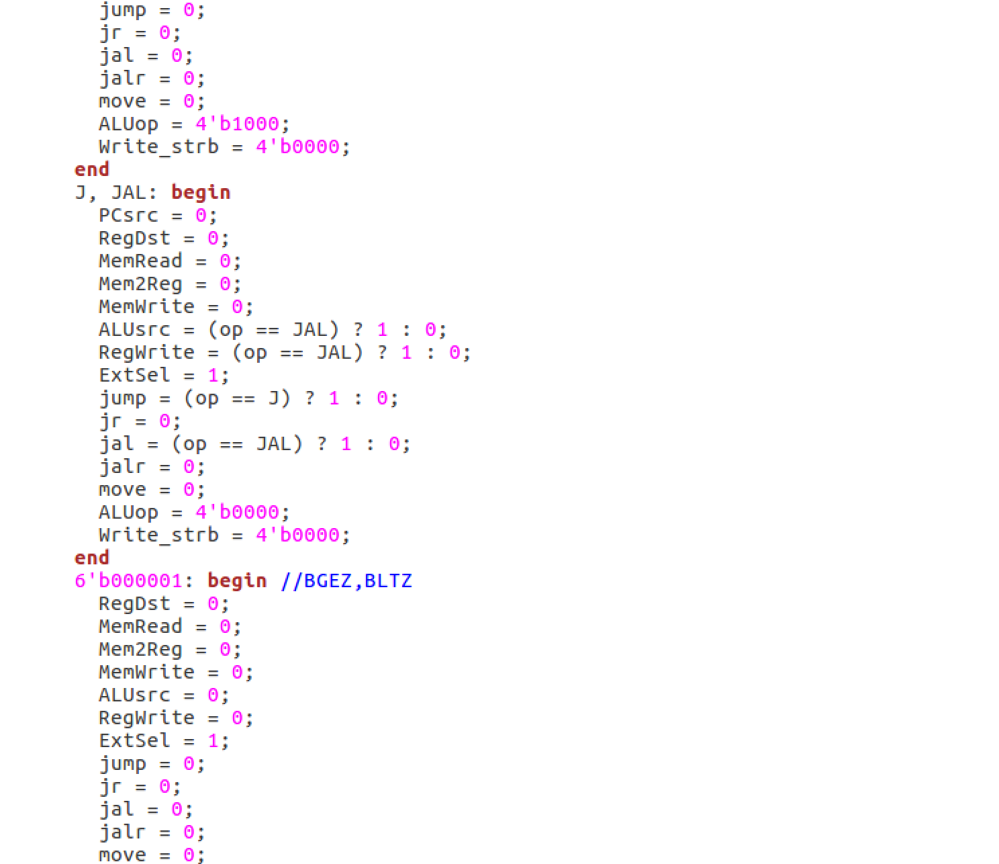 jump = 0;
jr = 0;
jal = 0;
jalr = 0;
move = 0;
ALUop = 4'b1000;
Write_strb = 4'b0000;
end
J, JAL: begin
PCsrc = 0;
RegDst = 0;
MemRead = 0;
Mem2Reg = 0;
MemWrite = 0;
ALUsrc = (op == JAL) ? 1 : 0;
RegWrite = (op == JAL) ? 1 : 0;
ExtSel = 1;
jump = (op == J) ? 1 : 0;
jr = 0;
jal = (op == JAL) ? 1 : 0;
jalr = 0;
move = 0;
ALUop = 4'b0000;
Write_strb = 4'b0000;
end
6'b000001: begin //BGEZ,BLTZ
RegDst = 0;
MemRead = 0;
Mem2Reg = 0;
MemWrite = 0;
ALUsrc = 0;
RegWrite = 0;
ExtSel = 1;
jump = 0;
jr = 0;
jal = 0;
jalr = 0;
move = 0;